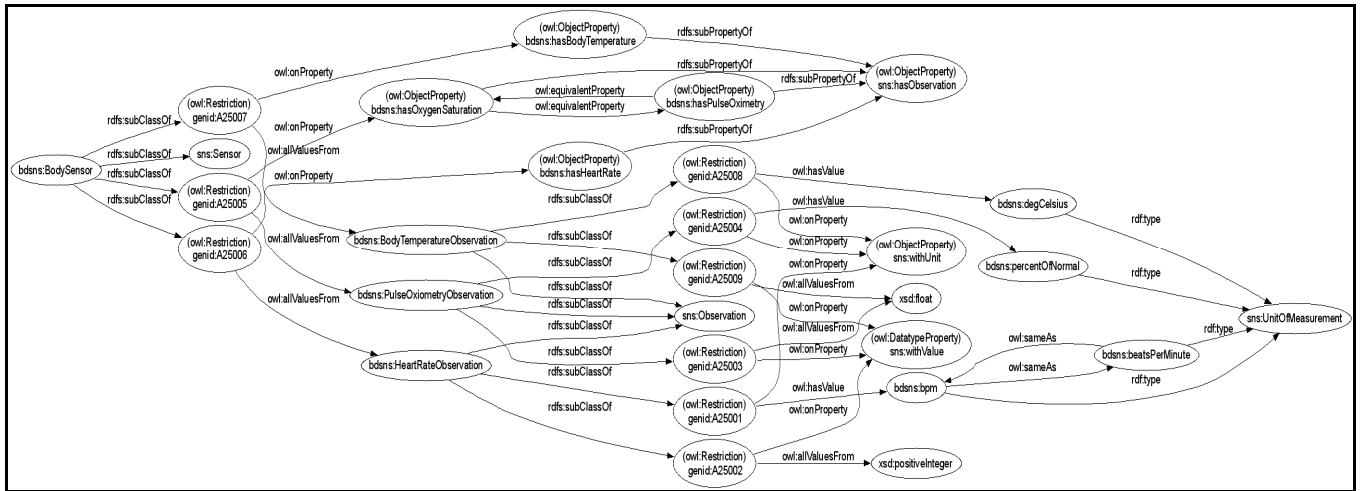 (owl:ObjectProperty)
bdsns:hasBodyTemperature
rdfs:subPropertyOf
owl:onProperty
rdfs:subPropertyOf
(owl:ObjectProperty)
sns:hasObservation
(owl:Restriction)
genid:A25007
(owl:ObjectProperty)
bdsns:hasOxygenSaturation
owl:equivalentProperty
owl:equivalentProperty
(owl:ObjectProperty)
bdsns:hasPulseOximetry
rdfs:subPropertyOf
rdfs:subClassOf
owl:onProperty
rdfs:subPropertyOf
bdsns:BodySensor
rdfs:subClassOf
sns:Sensor
owl:allValuesFrom
rdfs:subClassOf
(owl:Restriction)
genid:A25005
owl:onProperty
(owl:ObjectProperty)
bdsns:hasHeartRate
(owl:Restriction)
genid:A25008
owl:hasValue
rdfs:subClassOf
rdfs:subClassOf
bdsns:degCelsius
(owl:Restriction)
genid:A25006
owl:allValuesFrom
bdsns:BodyTemperatureObservation
rdfs:subClassOf
(owl:Restriction)
genid:A25004
owl:hasValue
owl:onProperty
owl:onProperty
(owl:ObjectProperty)
sns:withUnit
rdf:type
rdfs:subClassOf
(owl:Restriction)
genid:A25009
owl:onProperty
bdsns:percentOfNormal
rdf:type
owl:allValuesFrom
bdsns:PulseOxiometryObservation
rdfs:subClassOf
owl:allValuesFrom
xsd:float
rdfs:subClassOf
sns:Observation
owl:onProperty
sns:UnitOfMeasurement
rdfs:subClassOf
owl:allValuesFrom
(owl:DatatypeProperty)
sns:withValue
rdf:type
bdsns:HeartRateObservation
rdfs:subClassOf
(owl:Restriction)
genid:A25003
owl:onProperty
owl:sameAs
bdsns:beatsPerMinute
owl:sameAs
rdf:type
rdfs:subClassOf
(owl:Restriction)
genid:A25001
owl:hasValue
owl:onProperty
bdsns:bpm
(owl:Restriction)
genid:A25002
owl:allValuesFrom
xsd:positiveInteger